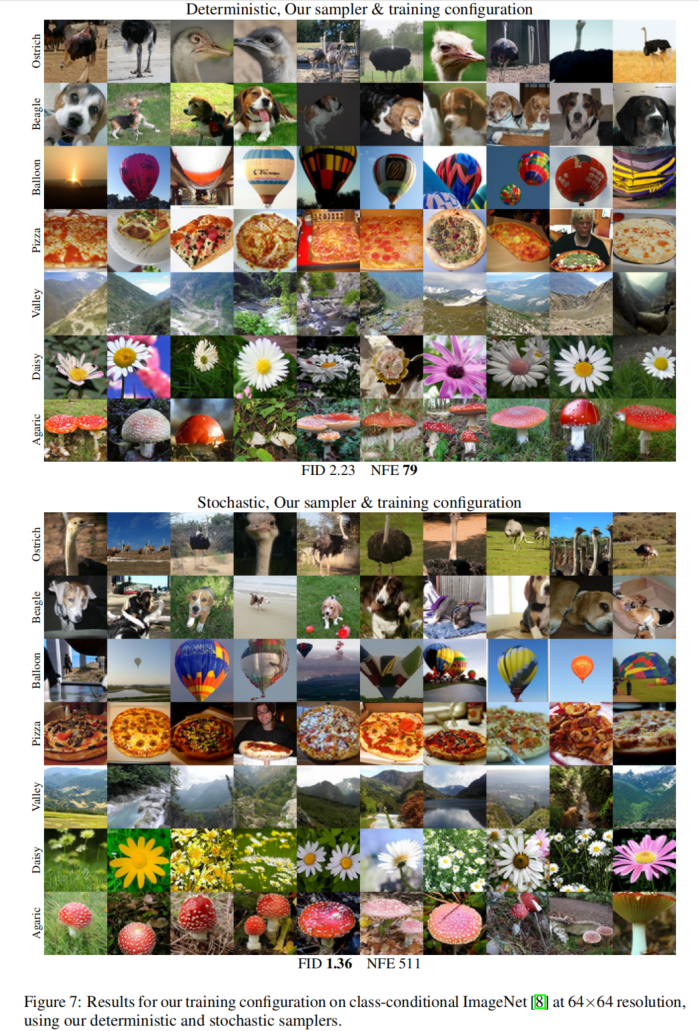 Deterministic, Our sampler & training configuration
Ostrich
Beagle
Balloon
Pizza
Valley
Daisy
Agaric
FID 2.23 NFE 79
Stochastic, Our sampler & training configuration
Ostrich
Beagle
Balloon
Pizza
Valley
Daisy
Agaric
FID 1.36 NFE 511
Figure 7: Results for our training configuration on class-conditional ImageNet [8] at 64×64 resolution,
using our deterministic and stochastic samplers.